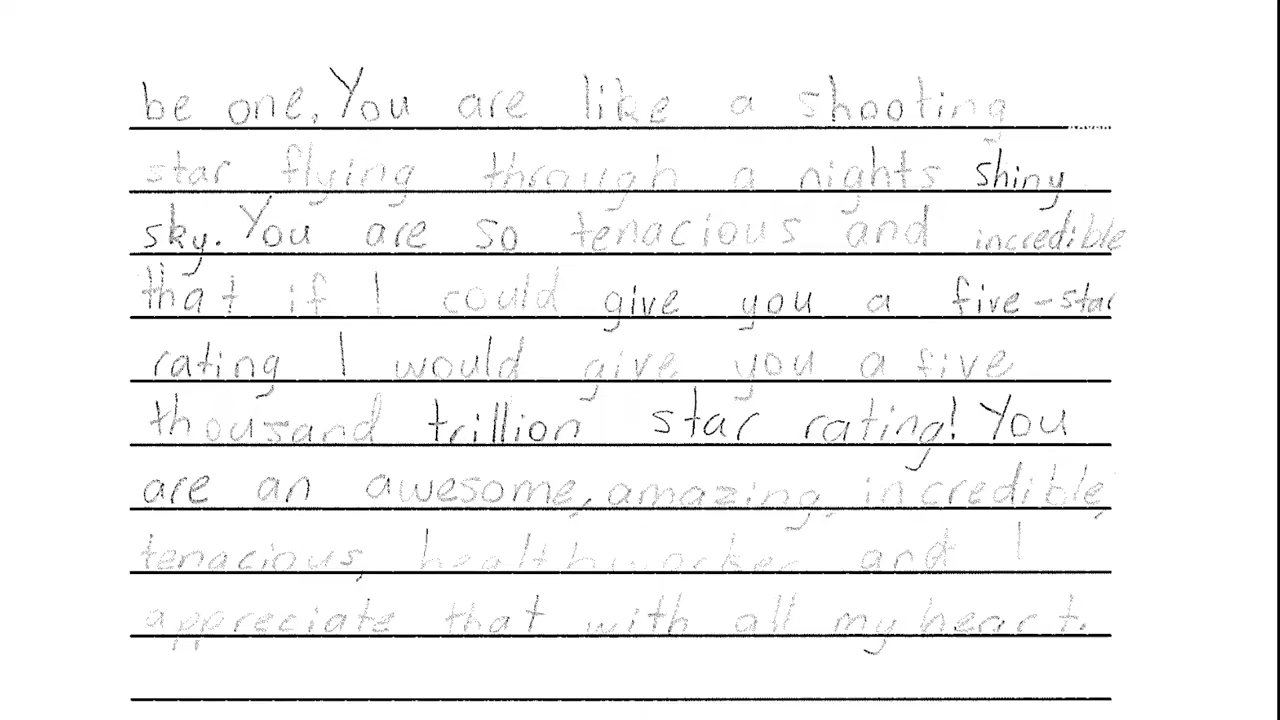 be one. You are like a shooting
star flying through a nights shiny
sky. You are so tenacious and incredible
that if I could give you a five-star
rating I would give you a five
thousand trillion star rating! You
are an awesome, amazing, incredible,
tenacious, healthworker and I
appreciate that with all my heart.